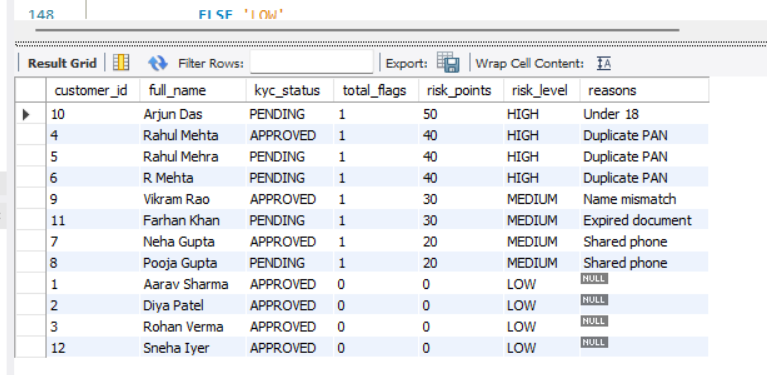 148 ELSE 'LOW'
Result Grid Filter Rows: Export: Wrap Cell Content:
customer_id full_name kyc_status total_flags risk_points risk_level reasons
10 Arjun Das PENDING 1 50 HIGH Under 18
4 Rahul Mehta APPROVED 1 40 HIGH Duplicate PAN
5 Rahul Mehra PENDING 1 40 HIGH Duplicate PAN
6 R Mehta PENDING 1 40 HIGH Duplicate PAN
9 Vikram Rao APPROVED 1 30 MEDIUM Name mismatch
11 Farhan Khan PENDING 1 30 MEDIUM Expired document
7 Neha Gupta APPROVED 1 20 MEDIUM Shared phone
8 Pooja Gupta PENDING 1 20 MEDIUM Shared phone
1 Aarav Sharma APPROVED 0 0 LOW NULL
2 Diya Patel APPROVED 0 0 LOW NULL
3 Rohan Verma APPROVED 0 0 LOW NULL
12 Sneha Iyer APPROVED 0 0 LOW NULL